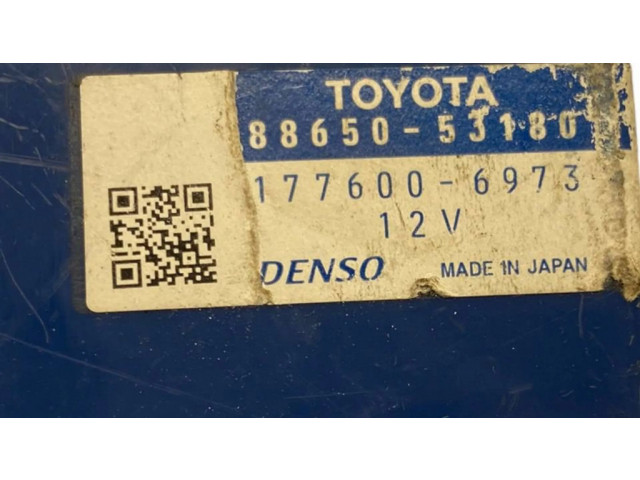 TOYOTA
88650-53180
177600-6973
12V
DENSO MADE IN JAPAN